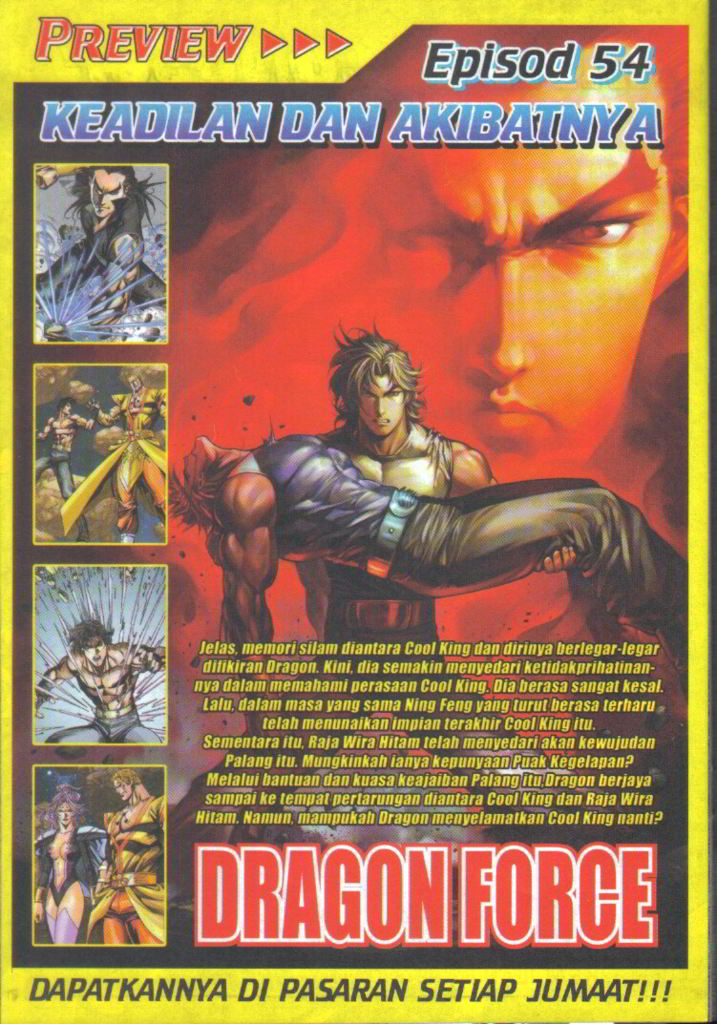 PREVIEW
Episod 54
KEADILAN DAN AKIBATNYA
Jelas, memori silam diantara Cool King dan dirinya berlegar-legar
difikiran Dragon. Kini, dia semakin menyedari ketidakprihatinan-
nya dalam memahami perasaan Cool King. Dia berasa sangat kesal.
Lalu, dalam masa yang sama Ning Feng yang turut berasa terharu
telah menunaikan impian terakhir Cool King itu.
Sementara itu, Raja Wira Hitam telah menyedari akan kewujudan
Palang itu. Mungkinkah ianya kepunyaan Puak Kegelapan?
Melalui bantuan dan kuasa keajaiban Palang itu, Dragon berjaya
sampai ke tempat pertarungan diantara Cool King dan Raja Wira
Hitam. Namun, mampukah Dragon menyelamatkan Cool King nanti?
DRAGON FORCE
DAPATKANNYA DI PASARAN SETIAP JUMAAT!!!